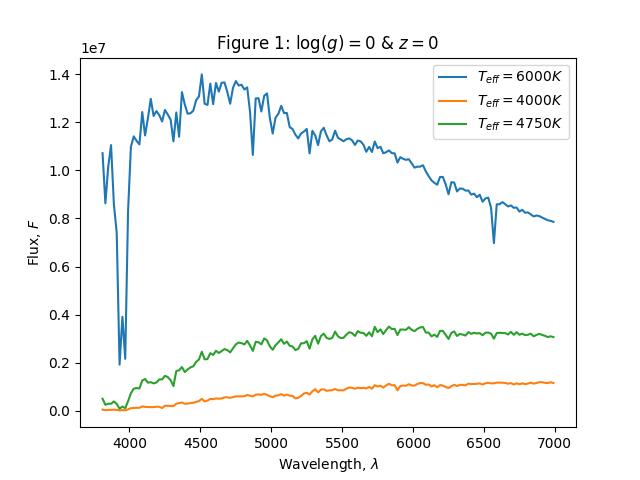 Figure 1: log(g) = 0 & z = 0
1e7
T_eff = 6000K
T_eff = 4000K
T_eff = 4750K
1.4
1.2
1.0
0.8
0.6
0.4
0.2
0.0
Flux, F
4000 4500 5000 5500 6000 6500 7000
Wavelength, λ